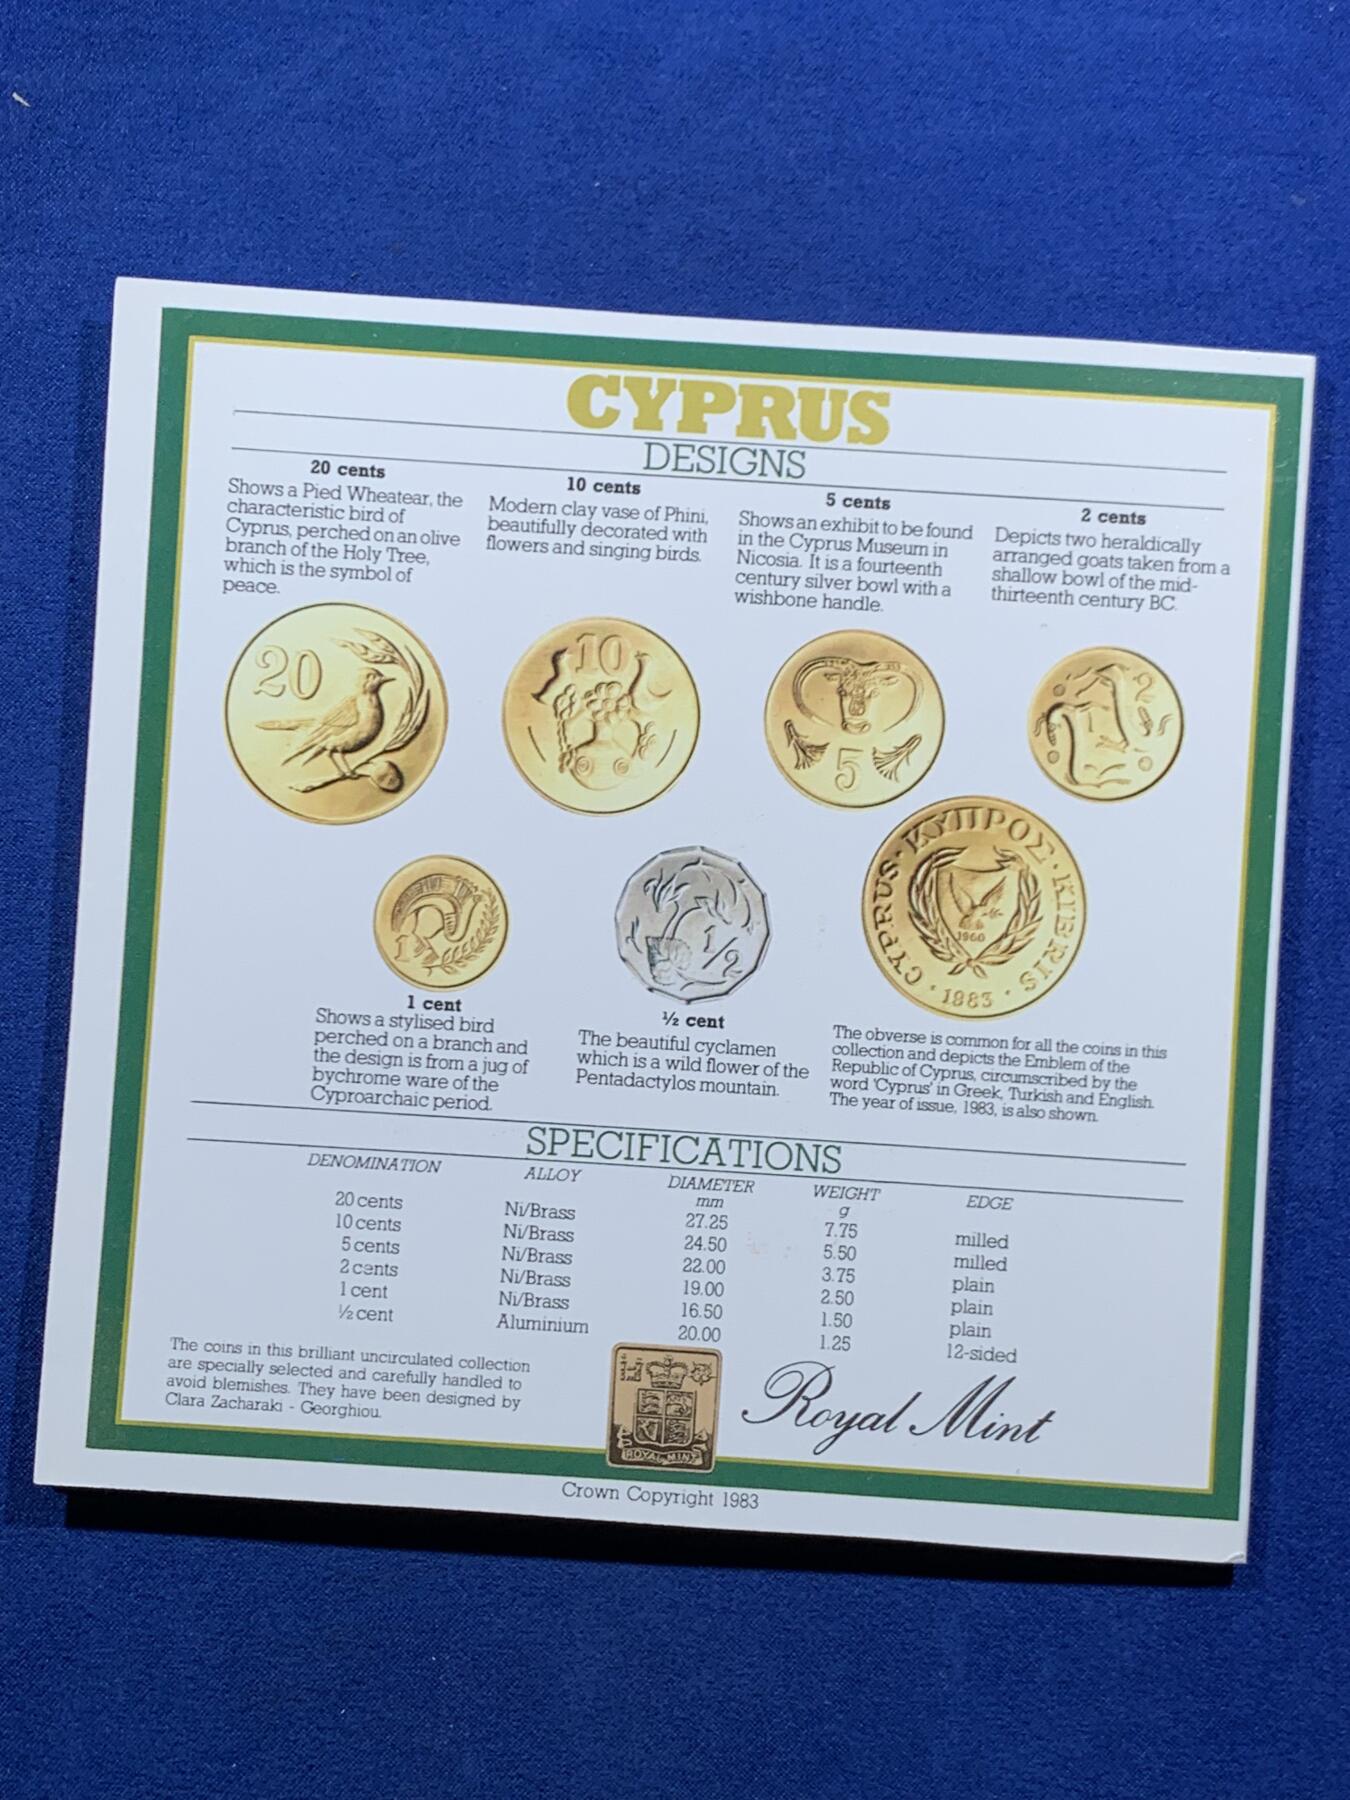 CYPRUS
DESIGNS
20 cents
Shows a Pied Wheatear, the
characteristic bird of
Cyprus, perched on an olive
branch of the Holy Tree,
which is the symbol of
peace.
10 cents
Modern clay vase of Phini,
beautifully decorated with
flowers and singing birds.
5 cents
Shows an exhibit to be found
in the Cyprus Museum in
Nicosia. It is a fourteenth
century silver bowl with a
wishbone handle.
2 cents
Depicts two heraldically
arranged goats taken from a
shallow bowl of the mid-
thirteenth century BC.
20
10
5
2
1
1/2
CYPRUS · ΚΥΠΡΟΣ · KIBRIS
1960
· 1983 ·
1 cent
Shows a stylised bird
perched on a branch and
the design is from a jug of
bychrome ware of the
Cyproarchaic period.
½ cent
The beautiful cyclamen
which is a wild flower of the
Pentadactylos mountain.
The obverse is common for all the coins in this
collection and depicts the Emblem of the
Republic of Cyprus, circumscribed by the
word 'Cyprus' in Greek, Turkish and English.
The year of issue, 1983, is also shown.
SPECIFICATIONS
DENOMINATION ALLOY DIAMETER mm WEIGHT g EDGE
20 cents Ni/Brass 27.25 7.75 milled
10 cents Ni/Brass 24.50 5.50 milled
5 cents Ni/Brass 22.00 3.75 plain
2 cents Ni/Brass 19.00 2.50 plain
1 cent Ni/Brass 16.50 1.50 plain
½ cent Aluminium 20.00 1.25 12-sided
The coins in this brilliant uncirculated collection
are specially selected and carefully handled to
avoid blemishes. They have been designed by
Clara Zacharaki - Georghiou.
ROYAL MINT
Royal Mint
Crown Copyright 1983